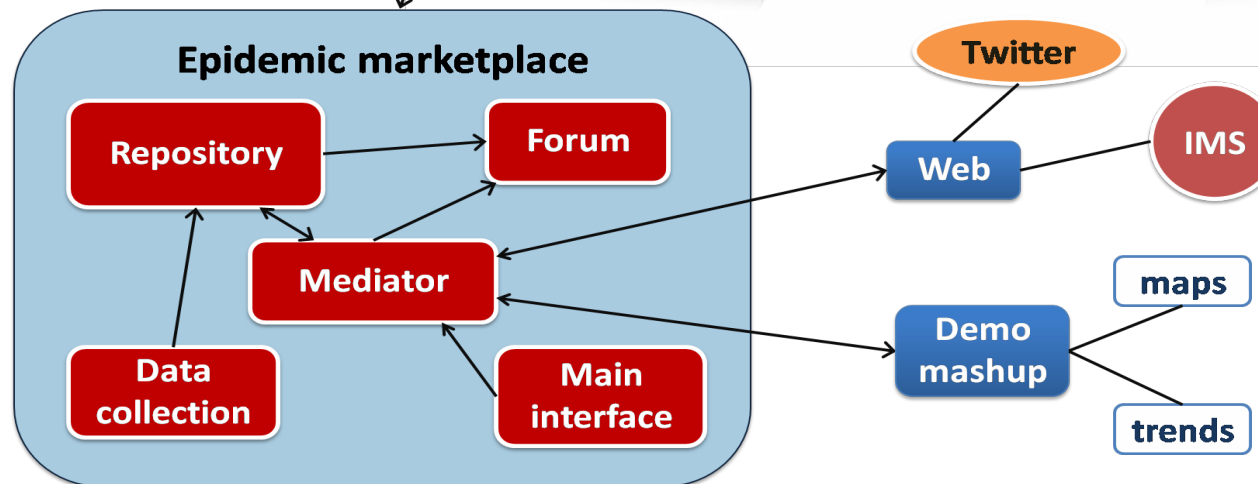 Epidemic marketplace
Twitter
Repository
Forum
Web
IMS
Mediator
maps
Demo
mashup
Data
collection
Main
interface
trends